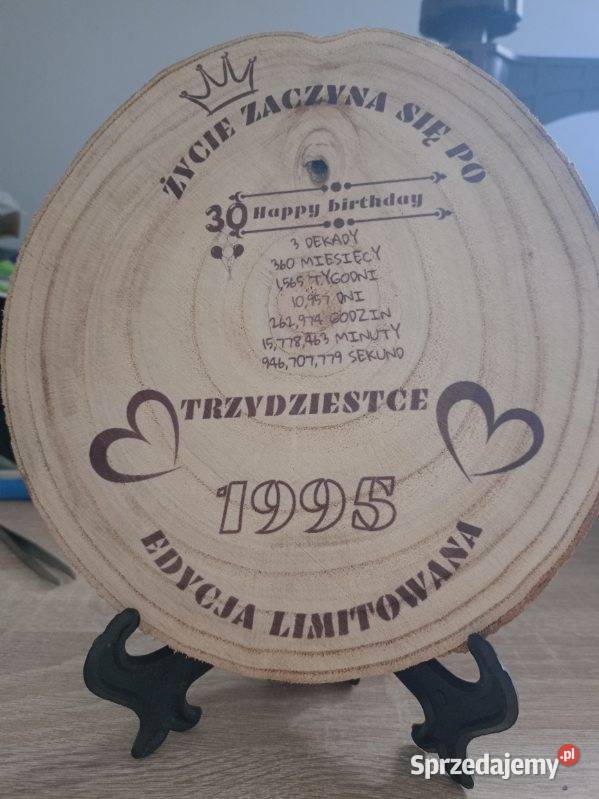 ŻYCIE ZACZYNA SIĘ PO
30 Happy birthday
3 DEKADY
360 MIESIĘCY
1,565 TYGODNI
10,957 DNI
262,974 GODZIN
15,778,463 MINUTY
946,707,779 SEKUND
TRZYDZIESTCE
1995
EDYCJA LIMITOWANA
Sprzedajemy.pl